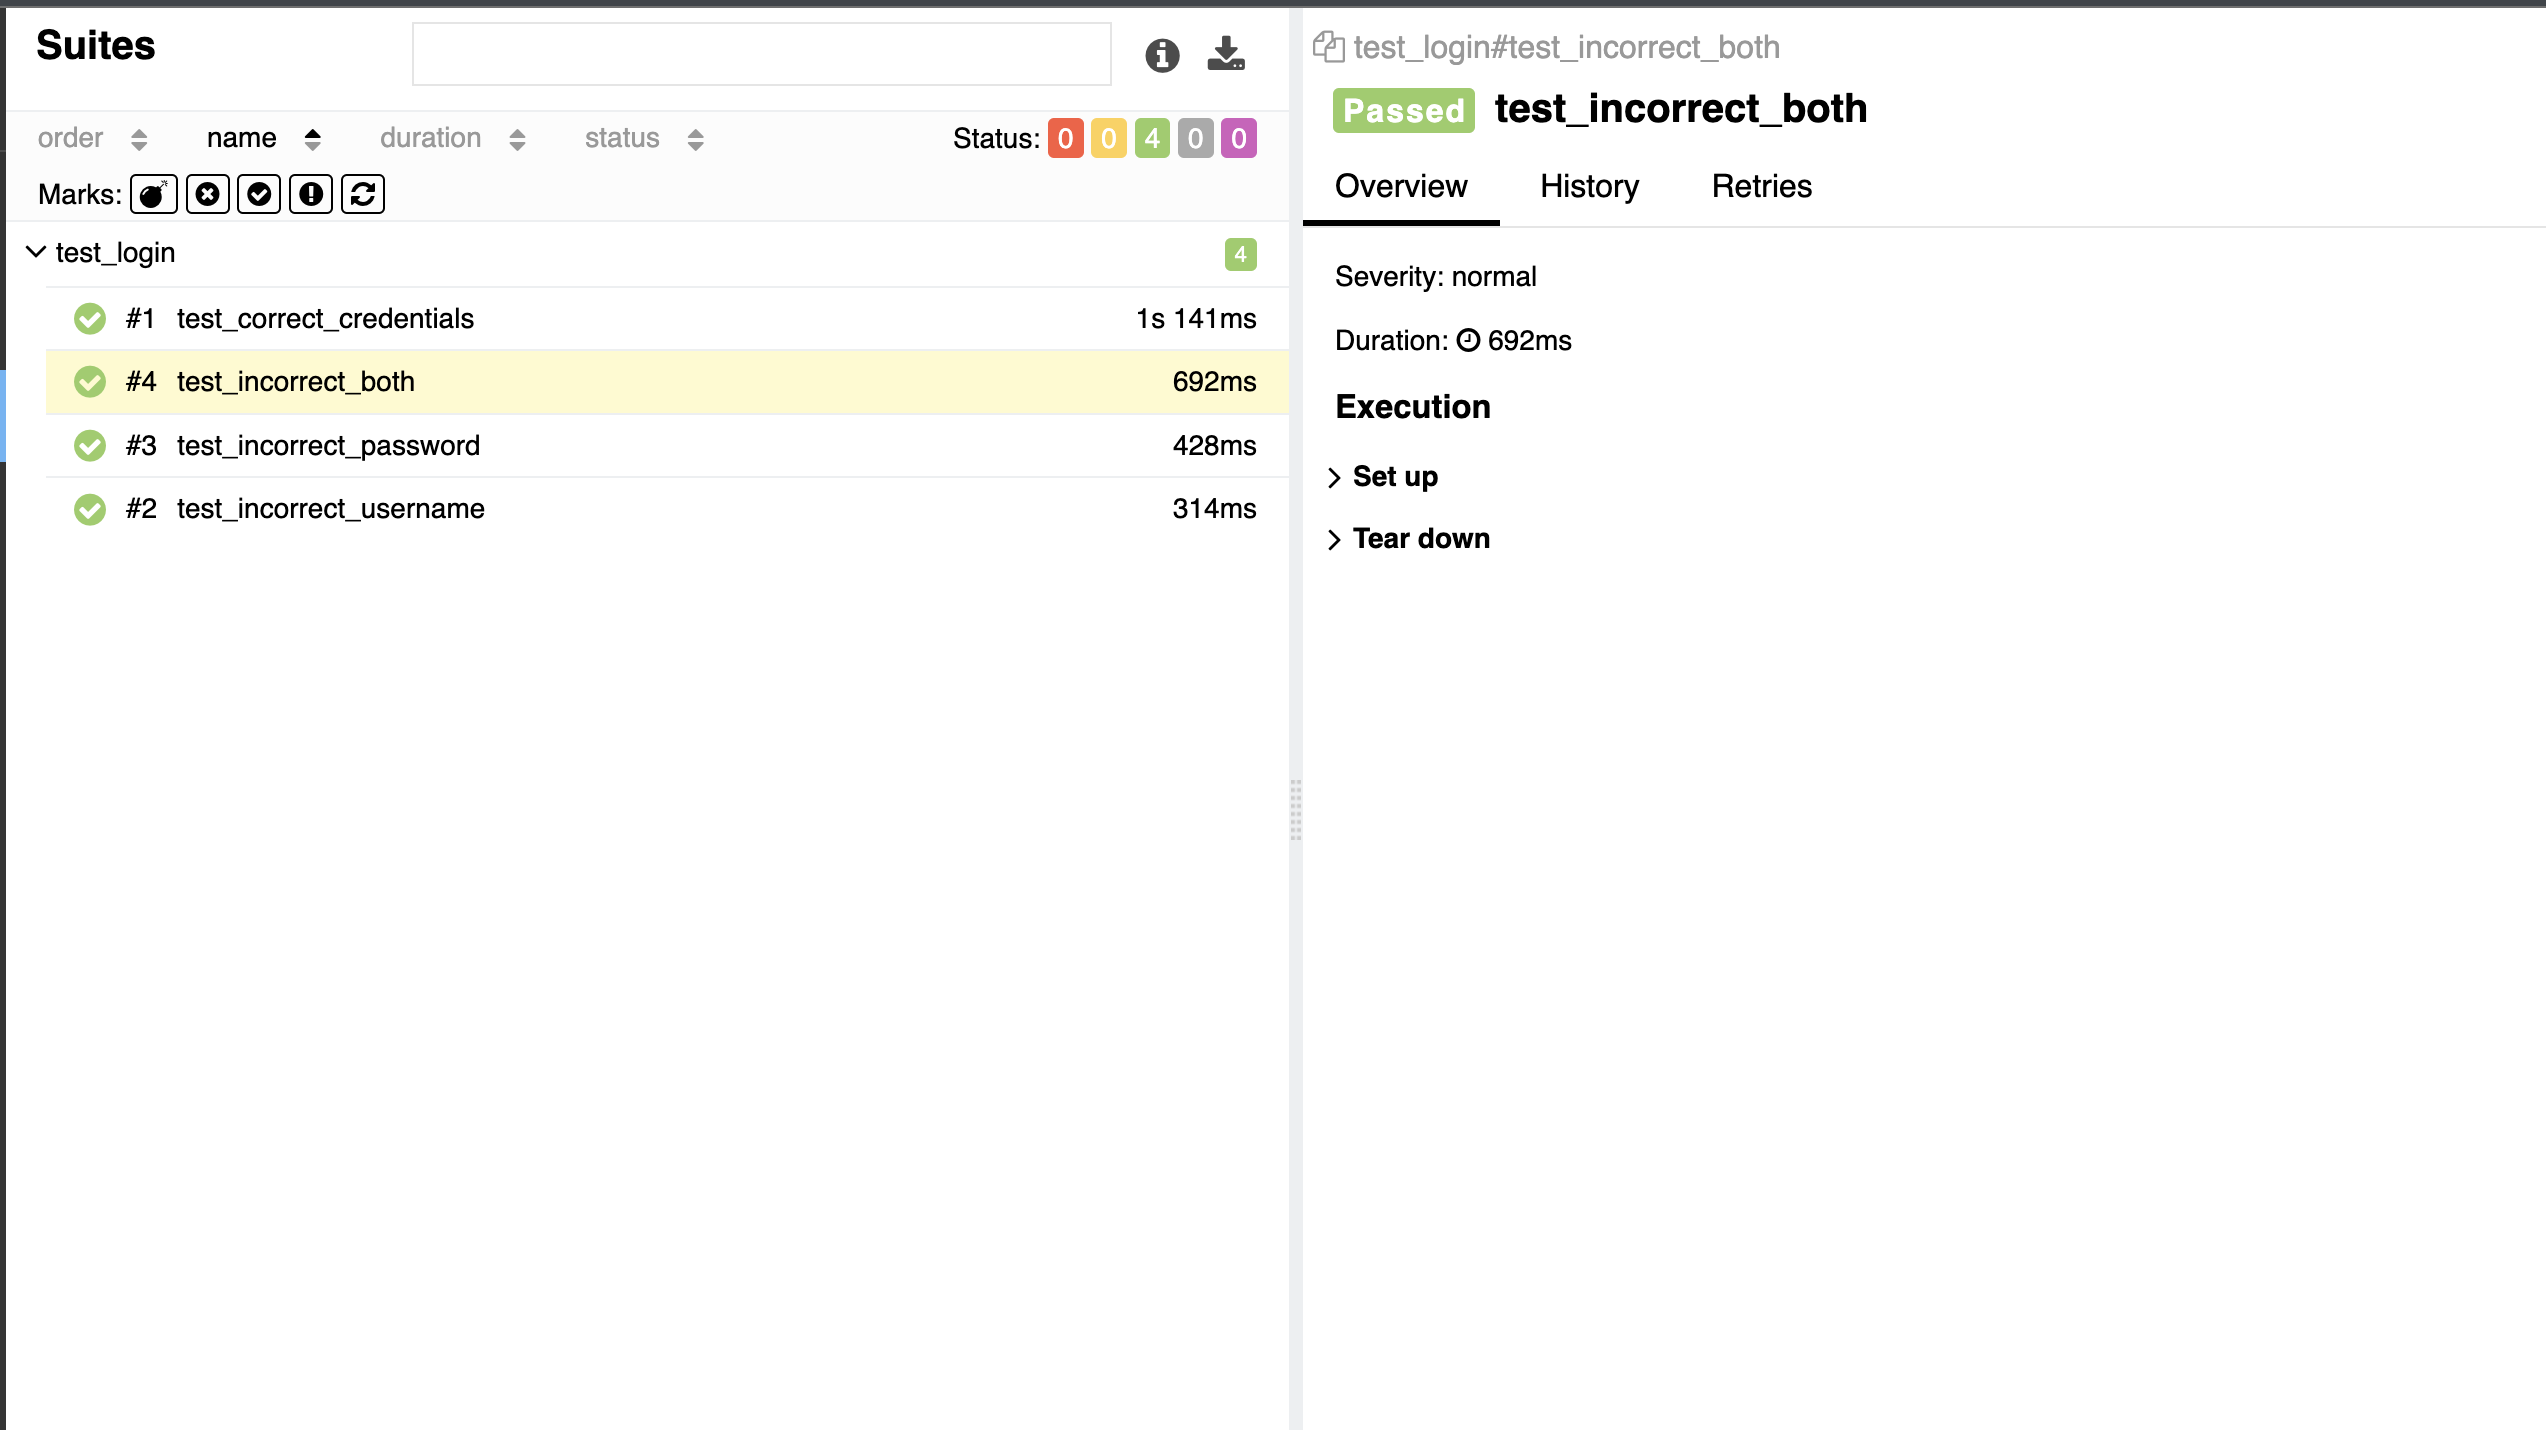 Suites
order name duration status Status: 0 0 4 0 0
Marks:
test_login 4
#1 test_correct_credentials 1s 141ms
#4 test_incorrect_both 692ms
#3 test_incorrect_password 428ms
#2 test_incorrect_username 314ms
test_login#test_incorrect_both
Passed test_incorrect_both
Overview History Retries
Severity: normal
Duration: 692ms
Execution
Set up
Tear down